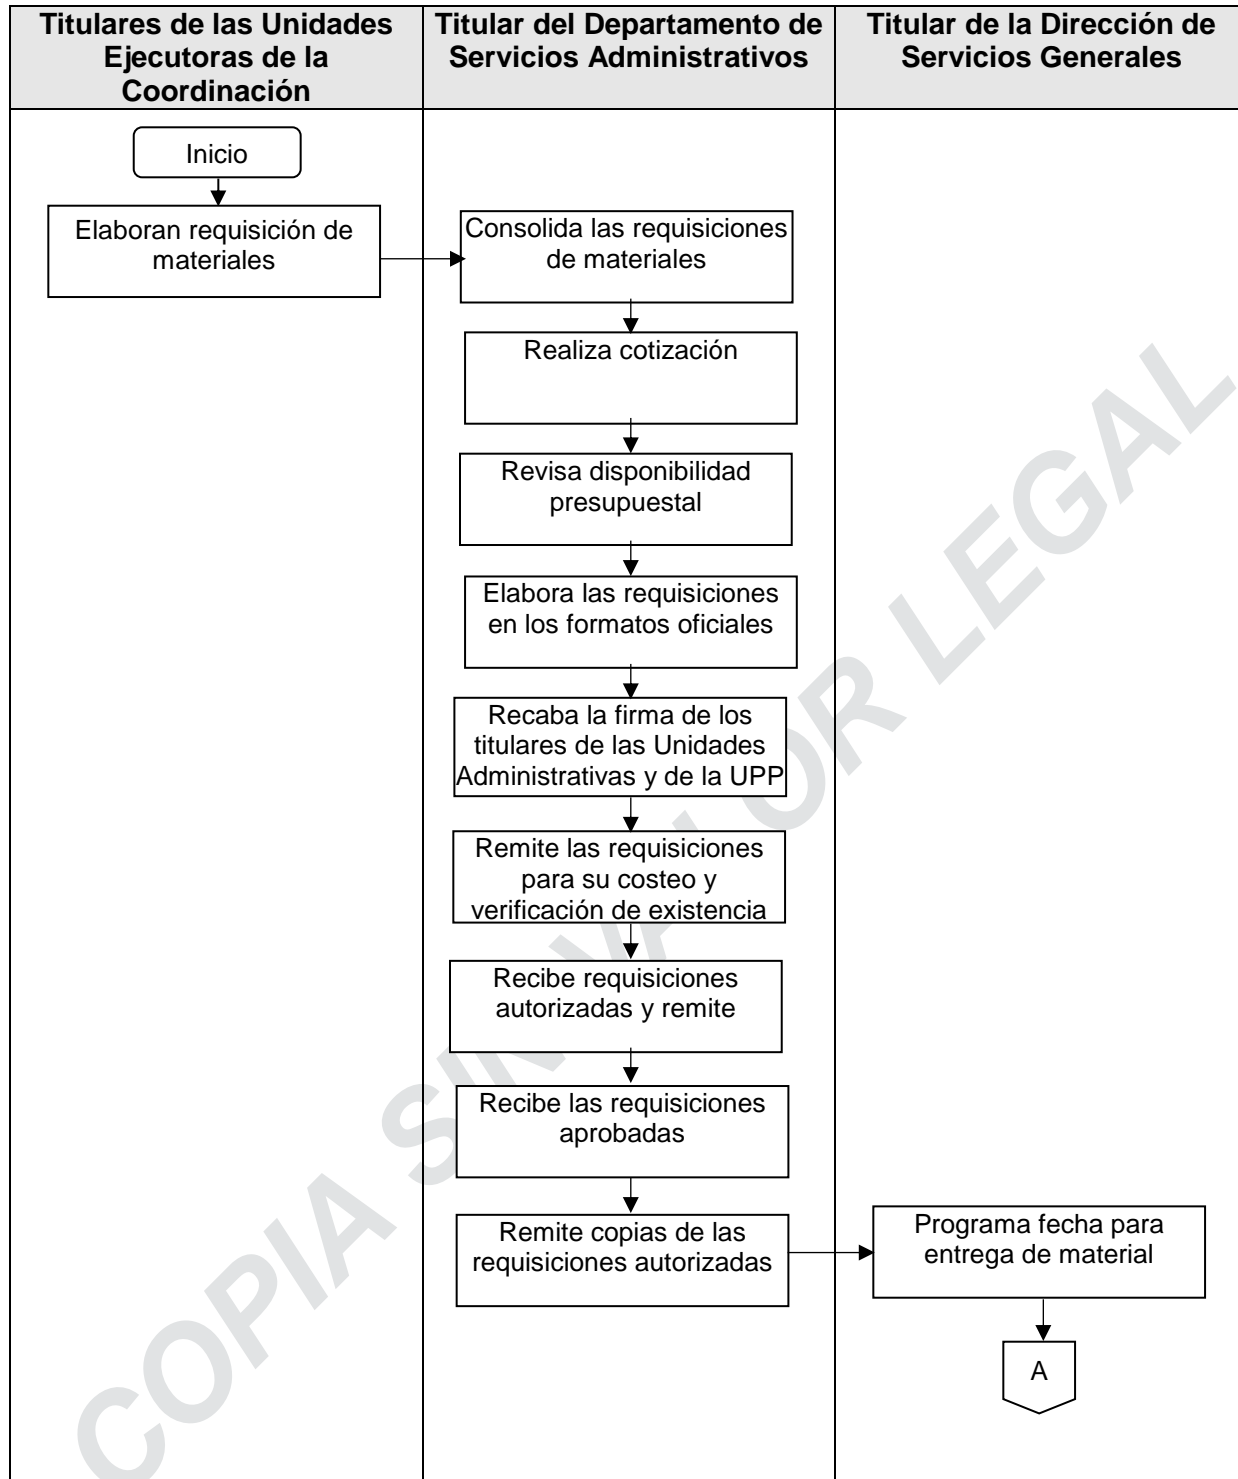 Titulares de las Unidades
Ejecutoras de la
Coordinación
Titular del Departamento de
Servicios Administrativos
Titular de la Dirección de
Servicios Generales
Inicio
Elaboran requisición de
materiales
Consolida las requisiciones
de materiales
Realiza cotización
Revisa disponibilidad
presupuestal
Elabora las requisiciones
en los formatos oficiales
Recaba la firma de los
titulares de las Unidades
Administrativas y de la UPP
Remite las requisiciones
para su costeo y
verificación de existencia
Recibe requisiciones
autorizadas y remite
Recibe las requisiciones
aprobadas
Remite copias de las
requisiciones autorizadas
Programa fecha para
entrega de material
A
COPIA SIN VALOR LEGAL